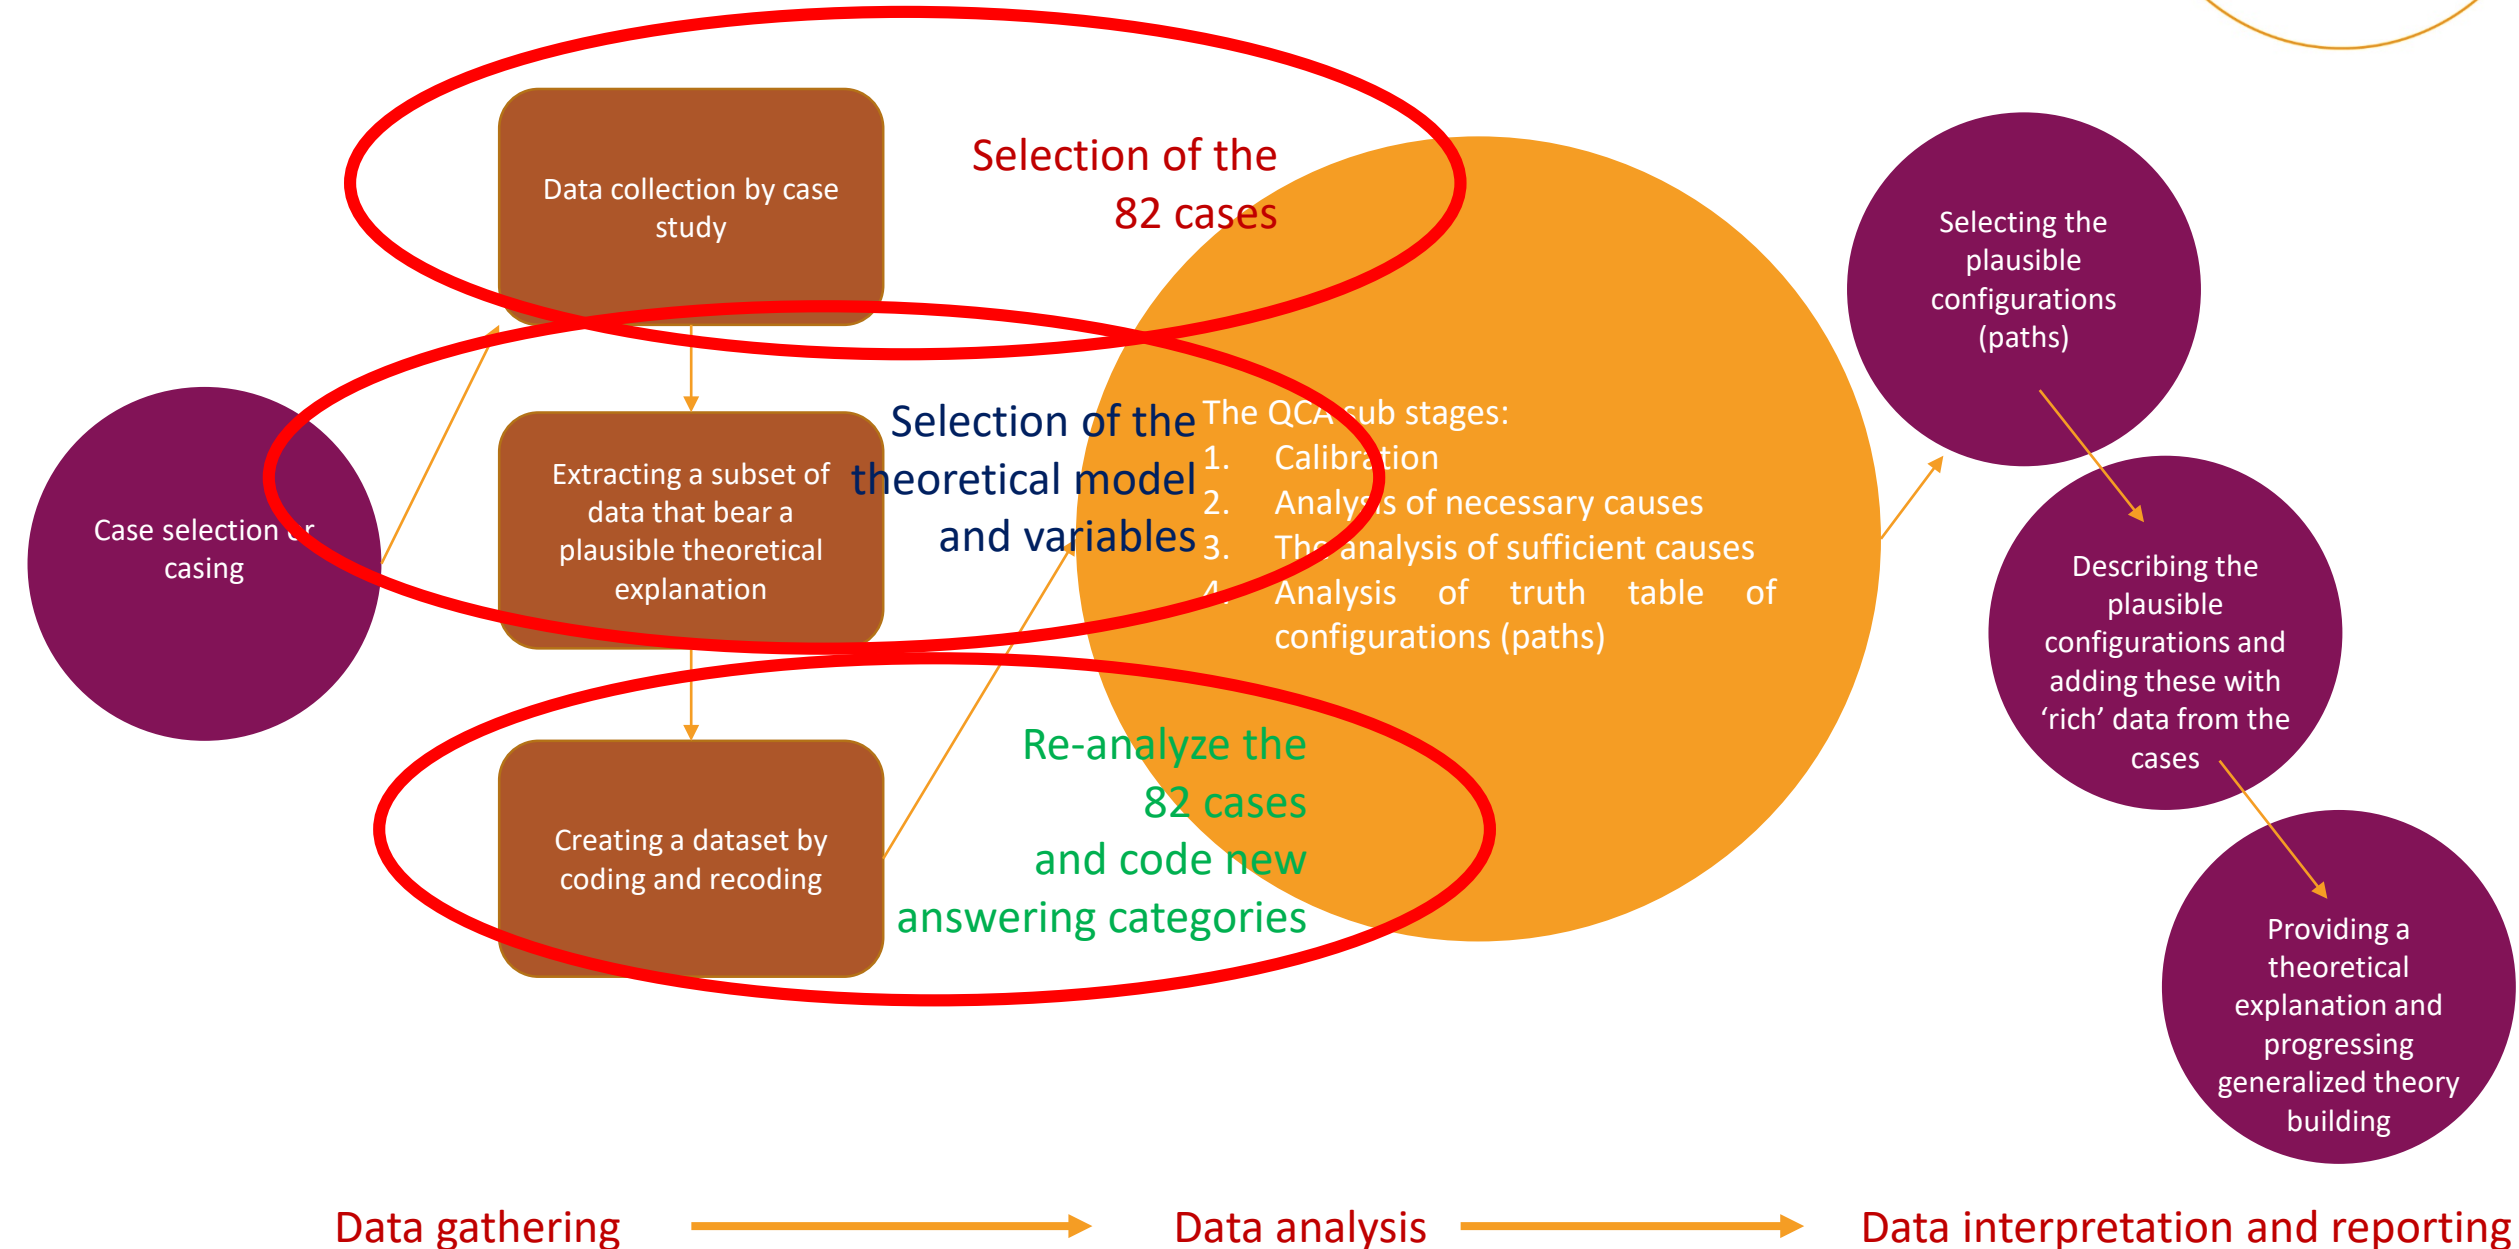 Case selection or
casing
Data collection by case
study
Selection of the
82 cases
Extracting a subset of
data that bear a
plausible theoretical
explanation
Selection of the
theoretical model
and variables
Creating a dataset by
coding and recoding
Re-analyze the
82 cases
and code new
answering categories
The QCA sub stages:
1. Calibration
2. Analysis of necessary causes
3. The analysis of sufficient causes
4. Analysis of truth table of
configurations (paths)
Selecting the
plausible
configurations
(paths)
Describing the
plausible
configurations and
adding these with
‘rich’ data from the
cases
Providing a
theoretical
explanation and
progressing
generalized theory
building
Data gathering
Data analysis
Data interpretation and reporting